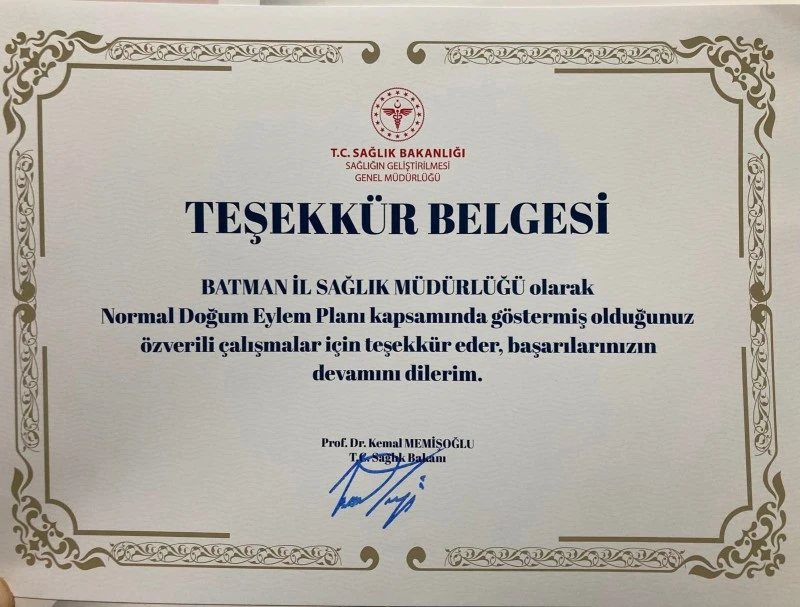 T.C. SAĞLIK BAKANLIĞI
SAĞLIĞIN GELİŞTİRİLMESİ
GENEL MÜDÜRLÜĞÜ
TEŞEKKÜR BELGESİ
BATMAN İL SAĞLIK MÜDÜRLÜĞÜ olarak
Normal Doğum Eylem Planı kapsamında göstermiş olduğunuz
özverili çalışmalar için teşekkür eder, başarılarınızın
devamını dilerim.
Prof. Dr. Kemal MEMİŞOĞLU
T.C. Sağlık Bakanı